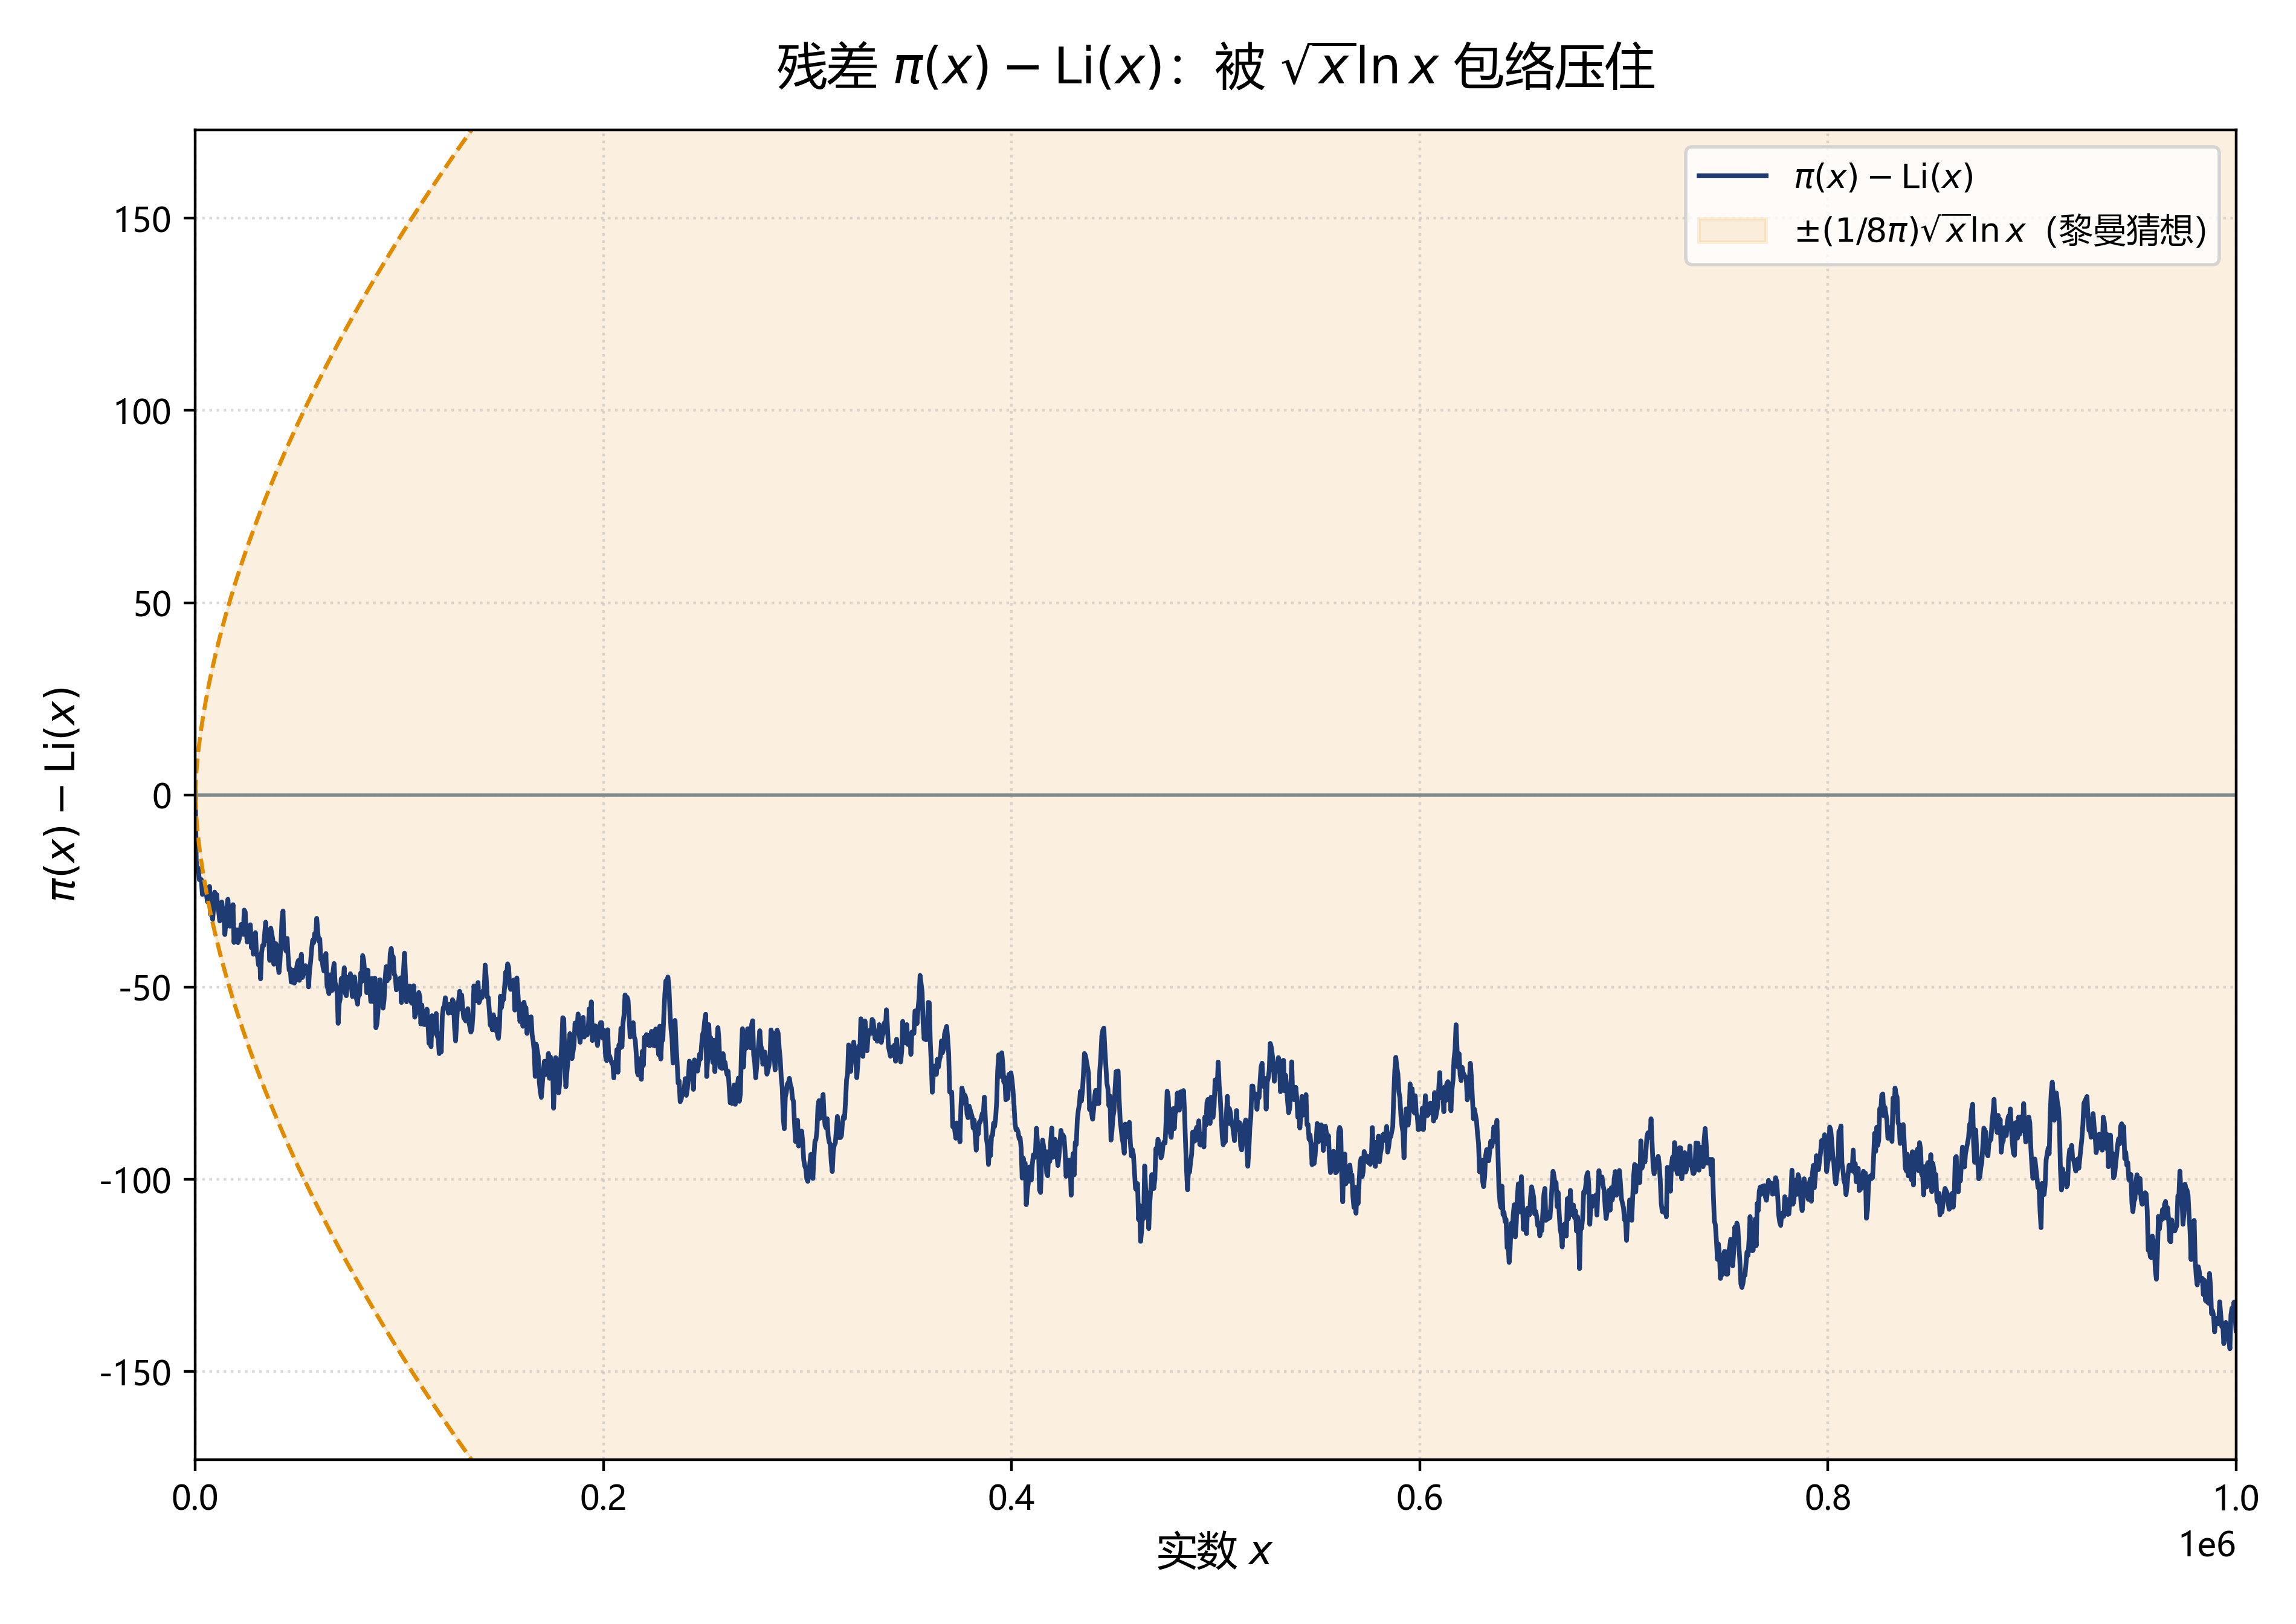 残差 π(x) − Li(x)：被 √x ln x 包络压住
π(x) − Li(x)
±(1/8π)√x ln x（黎曼猜想）
π(x) − Li(x)
150
100
50
0
-50
-100
-150
0.0 0.2 0.4 0.6 0.8 1.0
1e6
实数 x